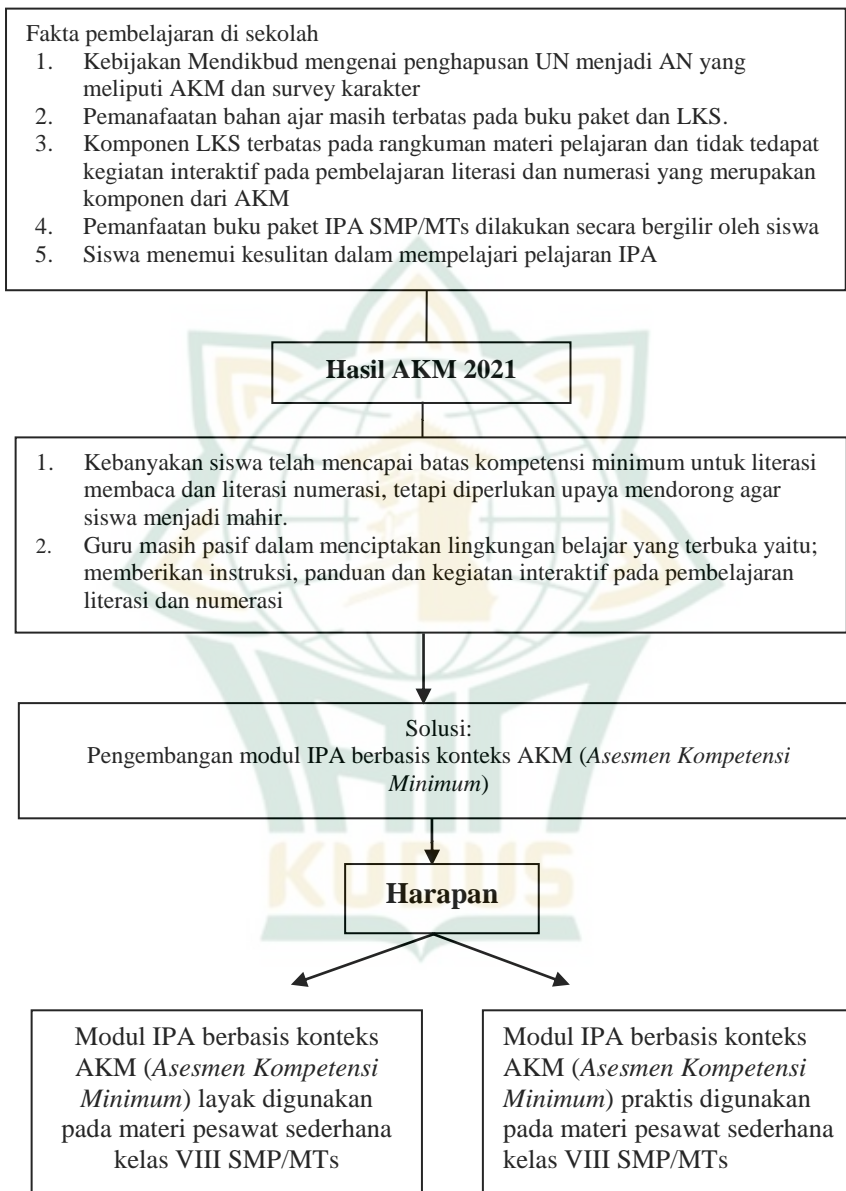 Fakta pembelajaran di sekolah
1. Kebijakan Mendikbud mengenai penghapusan UN menjadi AN yang
meliputi AKM dan survey karakter
2. Pemanafaatan bahan ajar masih terbatas pada buku paket dan LKS.
3. Komponen LKS terbatas pada rangkuman materi pelajaran dan tidak tedapat
kegiatan interaktif pada pembelajaran literasi dan numerasi yang merupakan
komponen dari AKM
4. Pemanfaatan buku paket IPA SMP/MTs dilakukan secara bergilir oleh siswa
5. Siswa menemui kesulitan dalam mempelajari pelajaran IPA
Hasil AKM 2021
1. Kebanyakan siswa telah mencapai batas kompetensi minimum untuk literasi
membaca dan literasi numerasi, tetapi diperlukan upaya mendorong agar
siswa menjadi mahir.
2. Guru masih pasif dalam menciptakan lingkungan belajar yang terbuka yaitu;
memberikan instruksi, panduan dan kegiatan interaktif pada pembelajaran
literasi dan numerasi
Solusi:
Pengembangan modul IPA berbasis konteks AKM (Asesmen Kompetensi
Minimum)
KUDUS
Harapan
Modul IPA berbasis konteks
AKM (Asesmen Kompetensi
Minimum) layak digunakan
pada materi pesawat sederhana
kelas VIII SMP/MTs
Modul IPA berbasis konteks
AKM (Asesmen Kompetensi
Minimum) praktis digunakan
pada materi pesawat sederhana
kelas VIII SMP/MTs